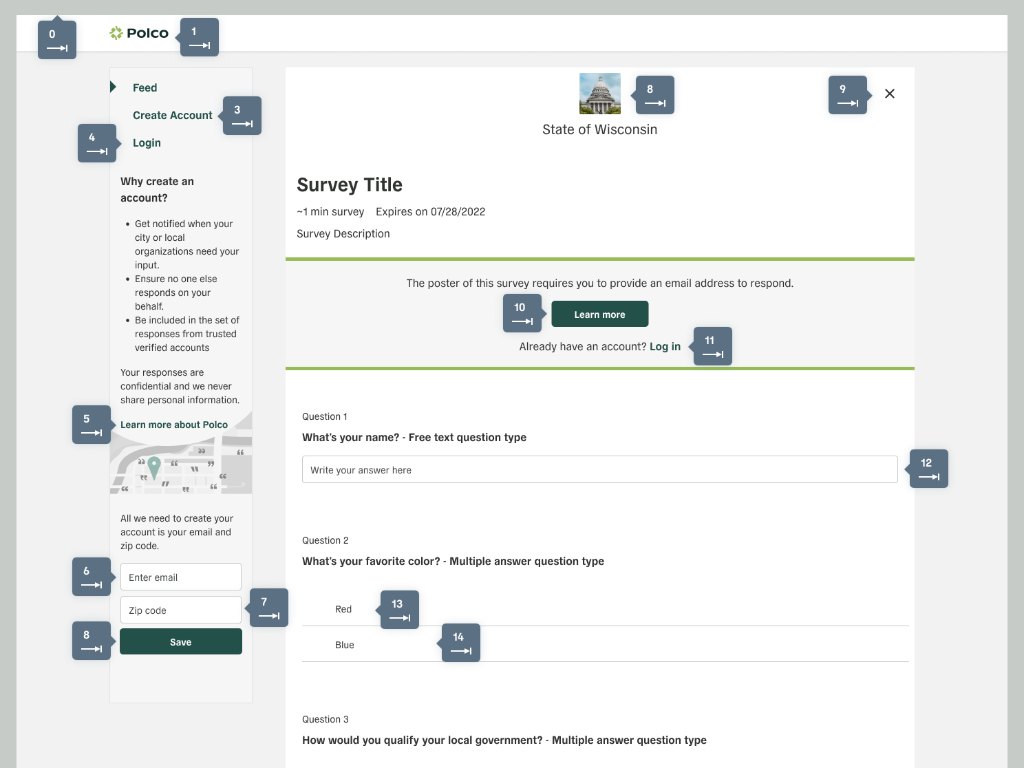 0
Polco
1
Feed
Create Account
3
4
Login
Why create an
account?
• Get notified when your
city or local
organizations need your
input.
• Ensure no one else
responds on your
behalf.
• Be included in the set of
responses from trusted
verified accounts
Your responses are
confidential and we never
share personal information.
5
Learn more about Polco
All we need to create your
account is your email and
zip code.
6
Enter email
Zip code
7
8
Save
8
9
State of Wisconsin
Survey Title
~1 min survey Expires on 07/28/2022
Survey Description
The poster of this survey requires you to provide an email address to respond.
10
Learn more
Already have an account? Log in
11
Question 1
What's your name? - Free text question type
Write your answer here
12
Question 2
What's your favorite color? - Multiple answer question type
Red
13
Blue
14
Question 3
How would you qualify your local government? - Multiple answer question type